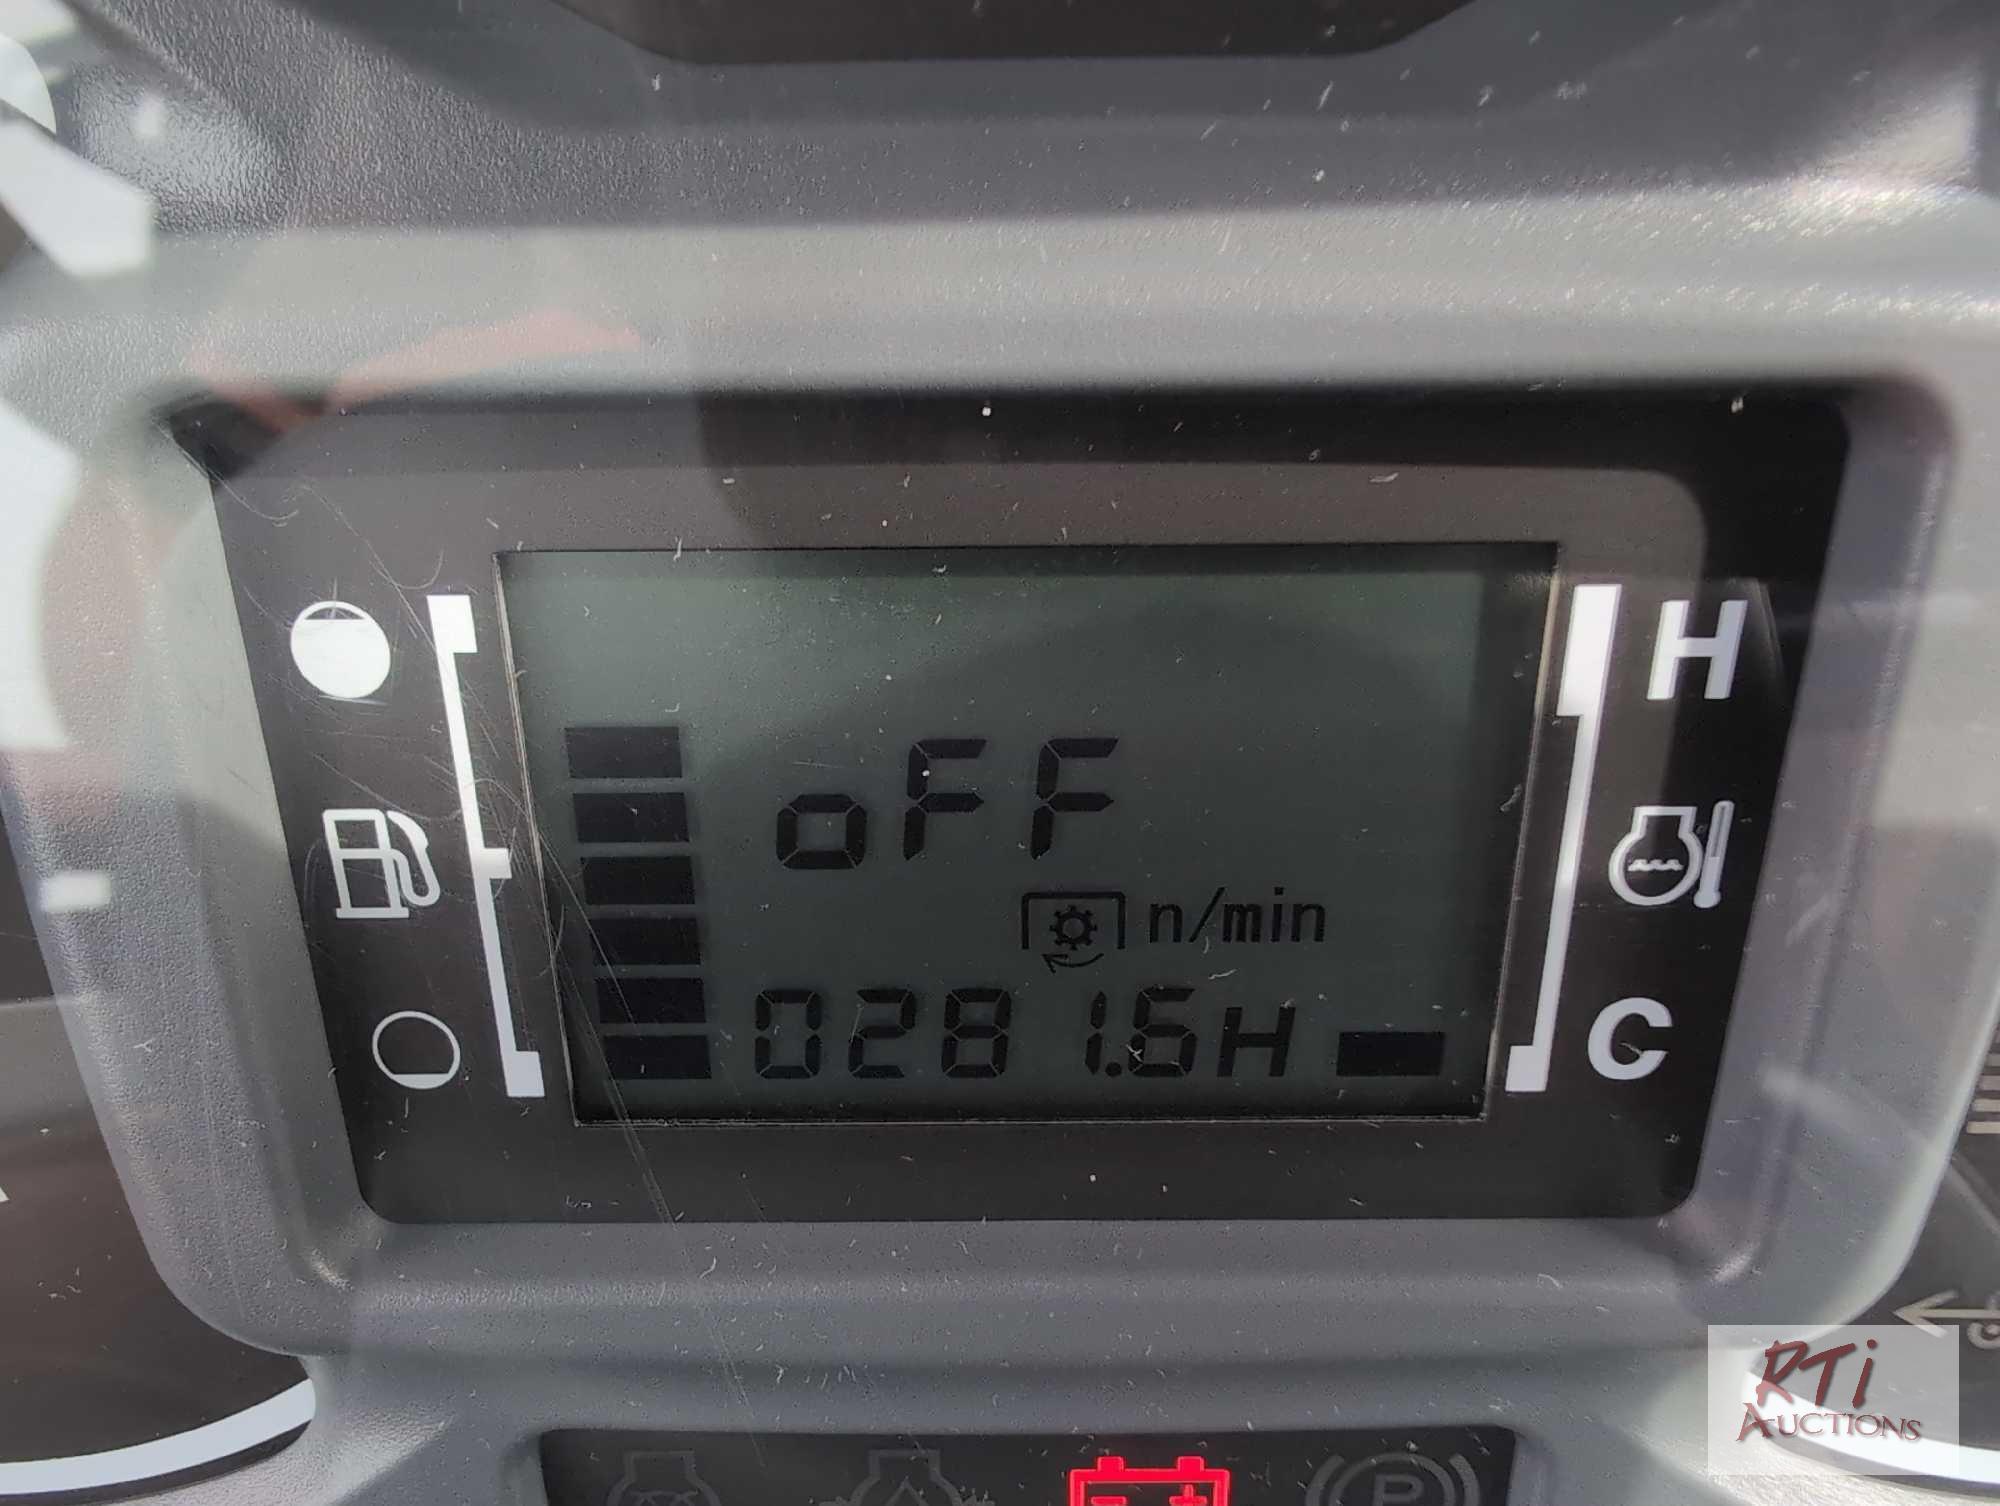 H
oFF
n/min
0281.6H
C
P
RTi
AUCTIONS